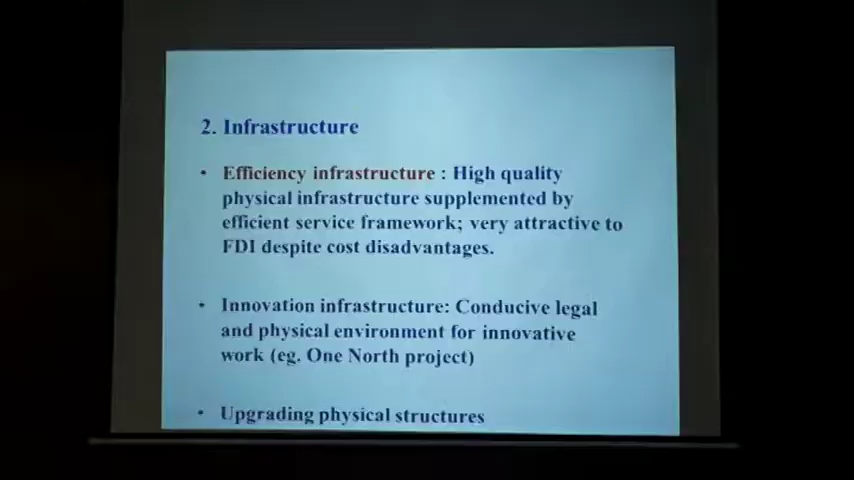 2. Infrastructure
• Efficiency infrastructure : High quality
physical infrastructure supplemented by
efficient service framework; very attractive to
FDI despite cost disadvantages.
• Innovation infrastructure: Conducive legal
and physical environment for innovative
work (eg. One North project)
• Upgrading physical structures